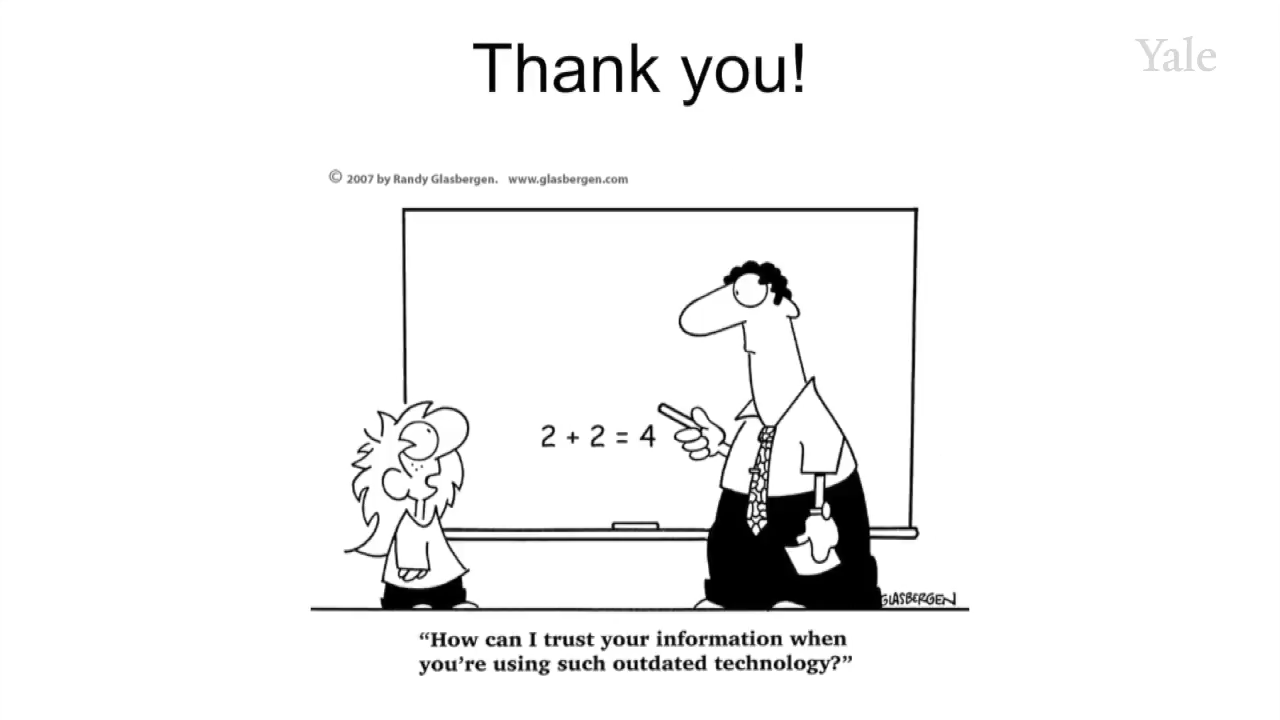 Thank you!
Yale
© 2007 by Randy Glasbergen. www.glasbergen.com
2 + 2 = 4
GLASBERGEN
“How can I trust your information when
you’re using such outdated technology?”